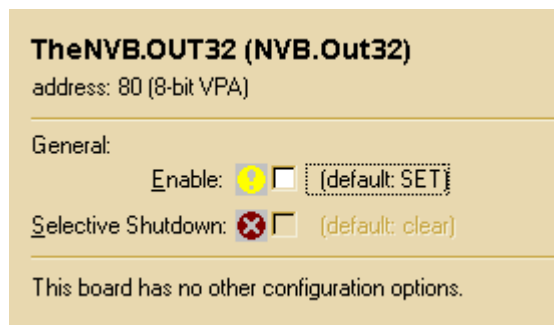 TheNVB.OUT32 (NVB.Out32)
address: 80 (8-bit VPA)
General:
Enable: (default: SET)
Selective Shutdown: (default: clear)
This board has no other configuration options.